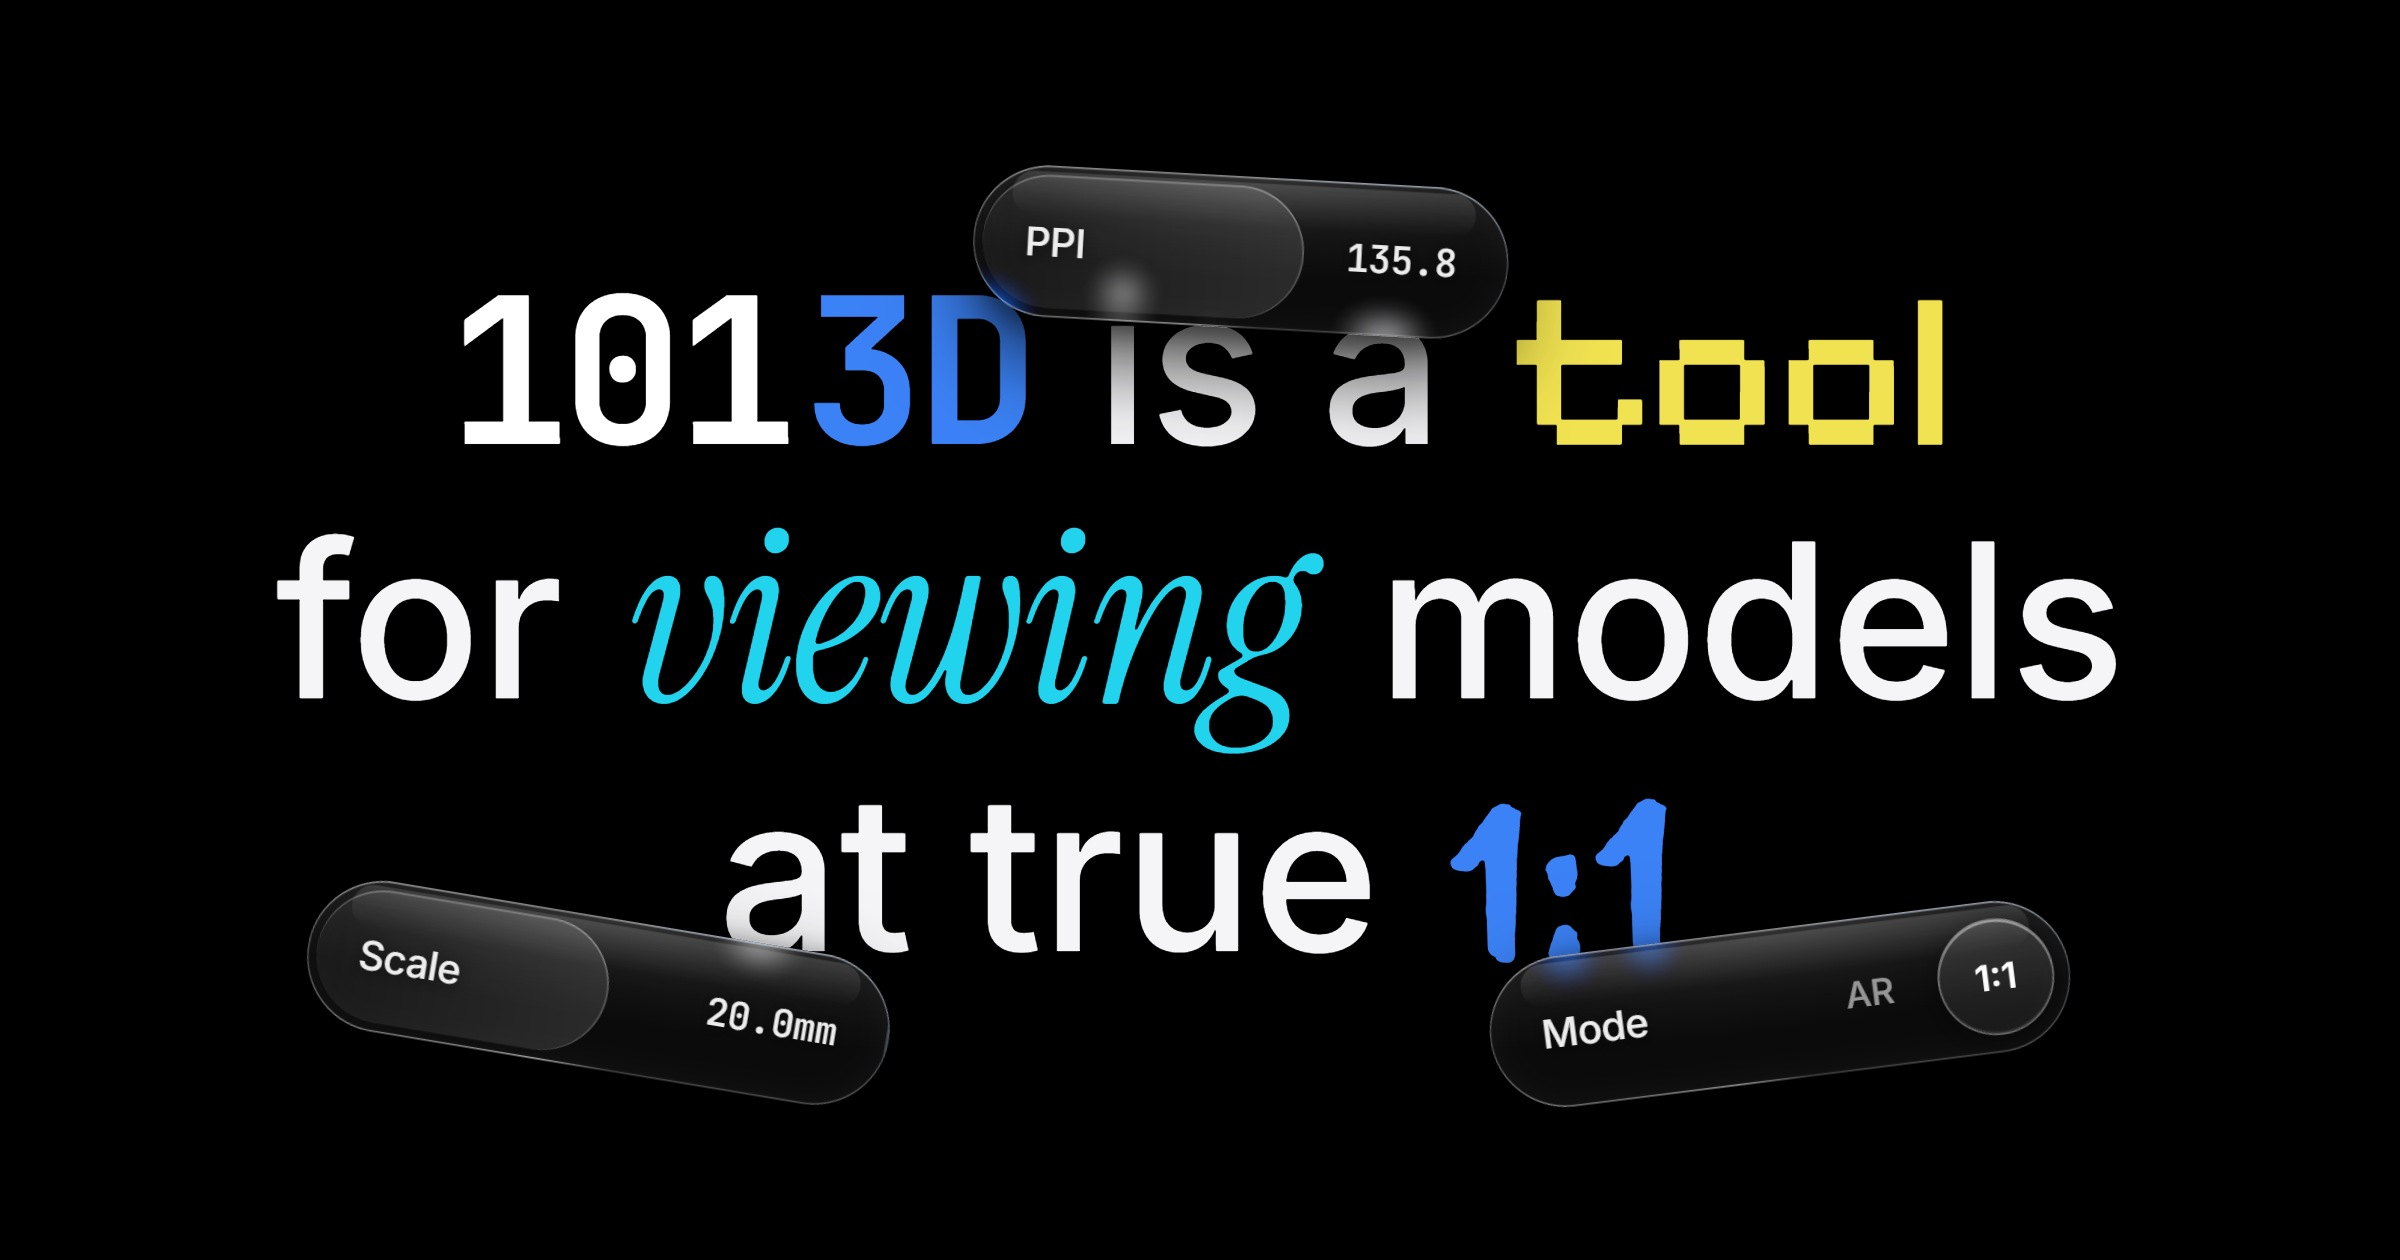 PPI 135.8
1013D is a tool
for viewing models
at true 1:1
Scale 20.0mm
Mode AR 1:1